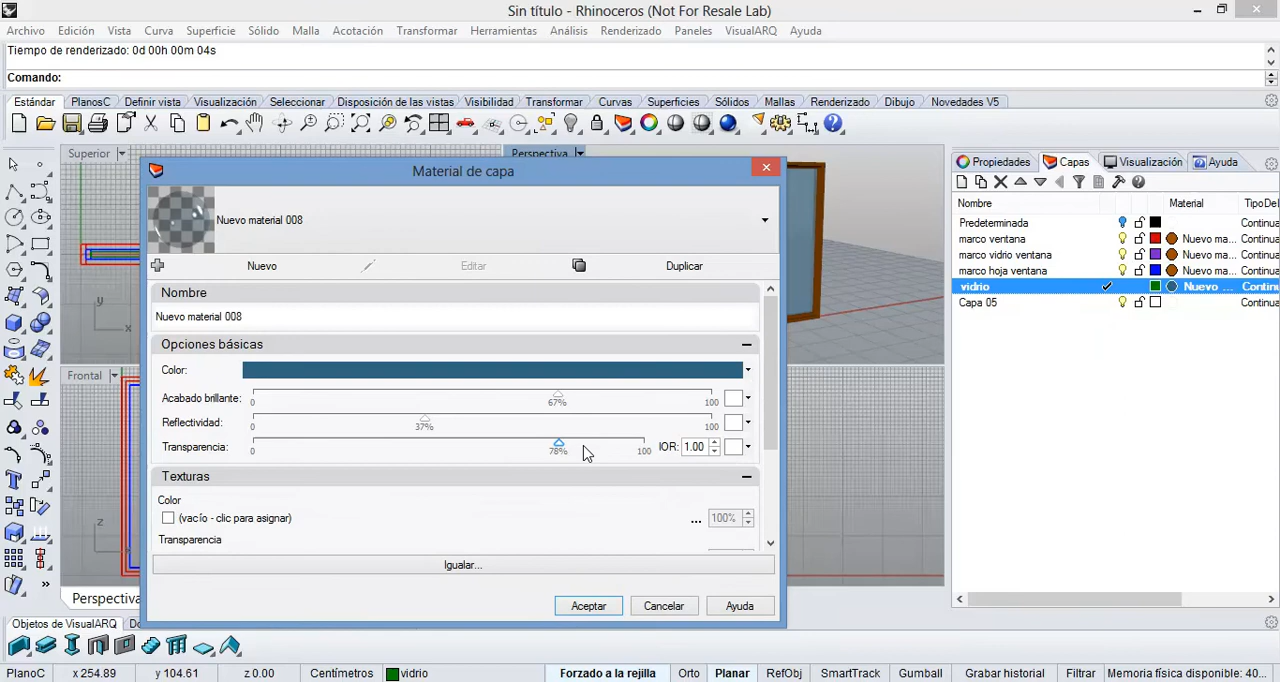 Sin título - Rhinoceros (Not For Resale Lab)
Archivo Edición Vista Curva Superficie Sólido Malla Acotación Transformar Herramientas Análisis Renderizado Paneles VisualARQ Ayuda
Tiempo de renderizado: 0d 00h 00m 04s
Comando:
Estándar PlanosC Definir vista Visualización Seleccionar Disposición de las vistas Visibilidad Transformar Curvas Superficies Sólidos Mallas Renderizado Dibujo Novedades V5
Superior Perspectiva
Propiedades Capas Visualización Ayuda
Material de capa
Nombre Material
Nuevo material 008
Predeterminada Continua
marco ventana Nuevo ma... Continua
marco vidrio ventana Nuevo ma... Continua
marco hoja ventana Nuevo ma... Continua
vidrio Nuevo ...
Capa 05 Continua
Nuevo Editar Duplicar
Nombre
Nuevo material 008
Opciones básicas
Color:
Acabado brillante: 0 67% 100
Reflectividad: 0 37% 100
Transparencia: 0 78% 100 IOR: 1.00
Texturas
Color
(vacío - clic para asignar) ... 100%
Transparencia
Igualar...
Aceptar Cancelar Ayuda
Frontal
y
x
z
Perspectiva
Objetos de VisualARQ
PlanoC x 254.89 y 104.61 z 0.00 Centímetros vidrio Forzado a la rejilla Orto Planar RefObj SmartTrack Gumball Grabar historial Filtrar Memoria física disponible: 40...